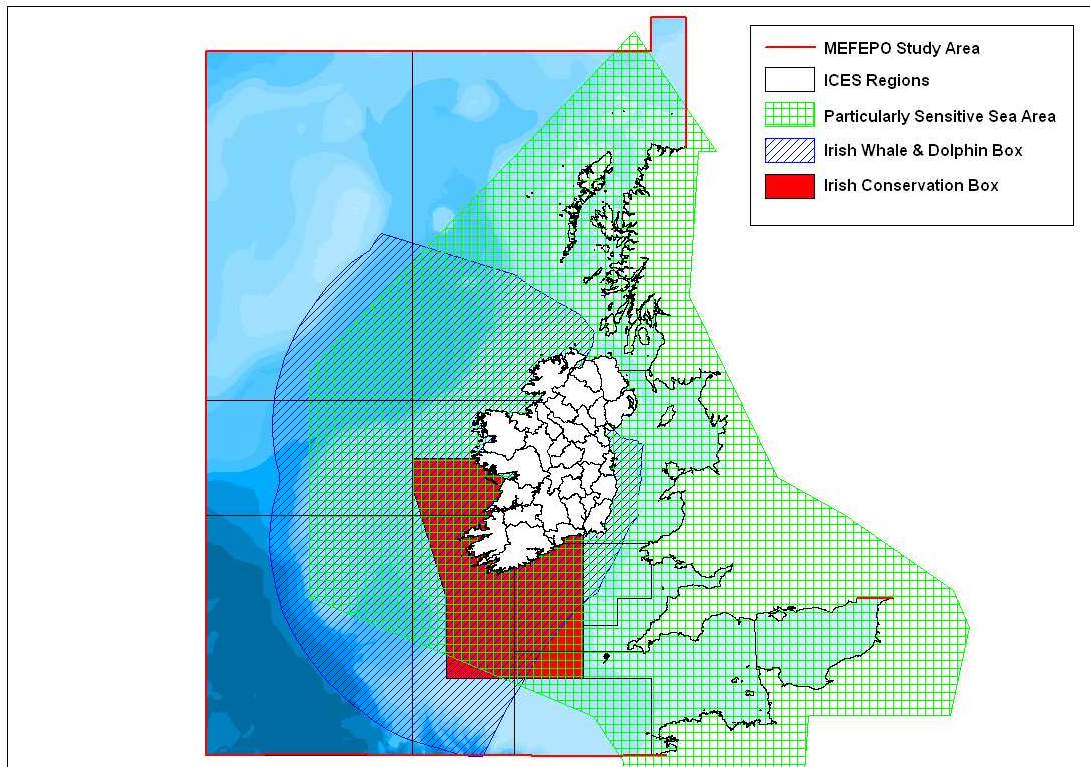 MEFEPO Study Area
ICES Regions
Particularly Sensitive Sea Area
Irish Whale & Dolphin Box
Irish Conservation Box